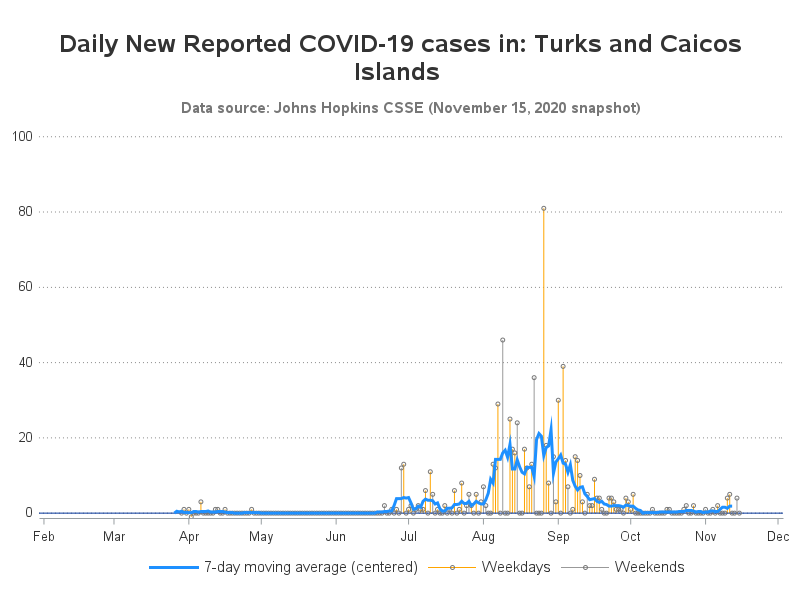 Daily New Reported COVID-19 cases in: Turks and Caicos
Islands
Data source: Johns Hopkins CSSE (November 15, 2020 snapshot)
100
80
60
40
20
0
Feb Mar Apr May Jun Jul Aug Sep Oct Nov Dec
7-day moving average (centered) Weekdays Weekends